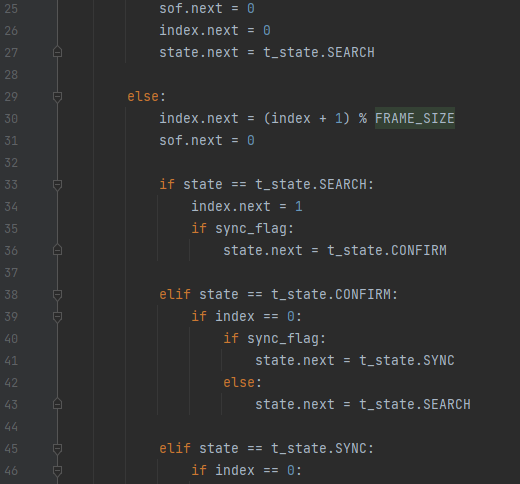 25 sof.next = 0
26 index.next = 0
27 state.next = t_state.SEARCH
28
29 else:
30 index.next = (index + 1) % FRAME_SIZE
31 sof.next = 0
32
33 if state == t_state.SEARCH:
34 index.next = 1
35 if sync_flag:
36 state.next = t_state.CONFIRM
37
38 elif state == t_state.CONFIRM:
39 if index == 0:
40 if sync_flag:
41 state.next = t_state.SYNC
42 else:
43 state.next = t_state.SEARCH
44
45 elif state == t_state.SYNC:
46 if index == 0: